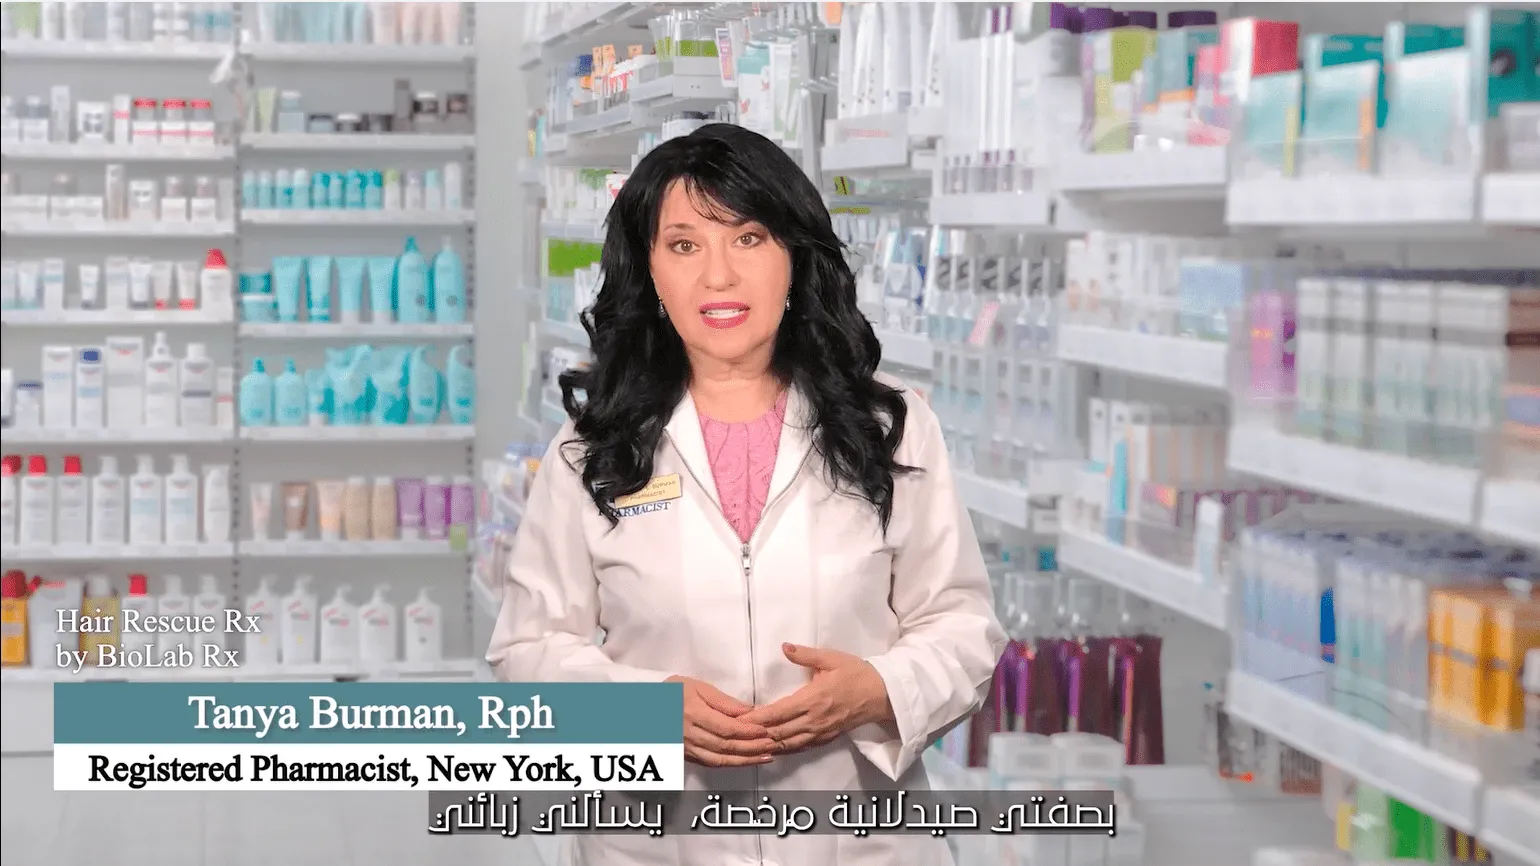 PHARMACIST
Hair Rescue Rx
by BioLab Rx
Tanya Burman, Rph
Registered Pharmacist, New York, USA
بصفتي صيدلانية مرخصة، يسألني زبائني